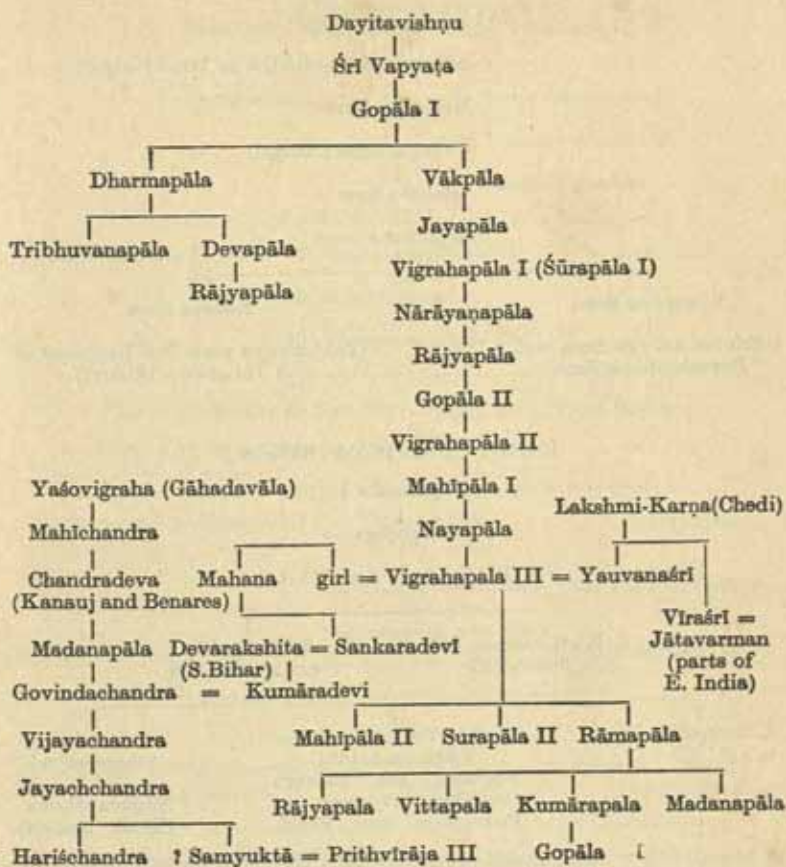 Dayitavishṇu
Śrī Vapyaṭa
Gopāla I
Dharmapāla Vākpāla
Jayapāla
Tribhuvanapāla Devapāla
Vigrahapāla I (Śūrapāla I)
Rājyapāla
Nārāyaṇapāla
Rājyapāla
Gopāla II
Vigrahapāla II
Yaśovigraha (Gāhadavāla) Mahīpāla I
Lakshmi-Karṇa(Chedi)
Mahīchandra Nayapāla
Chandradeva Mahana girl = Vigrahapala III = Yauvanaśrī
(Kanauj and Benares)
Vīraśrī =
Madanapāla Devarakshita = Sankaradevī Jātavarman
(S.Bihar) (parts of
E. India)
Govindachandra = Kumāradevi
Vijayachandra Mahīpāla II Surapāla II Rāmapāla
Jayachchandra
Rājyapala Vittapala Kumārapala Madanapāla
Hariśchandra ? Samyuktā = Prithvīrāja III Gopāla